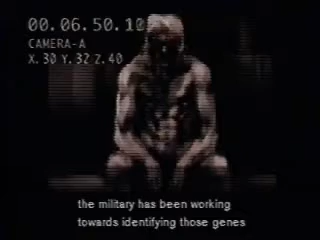 00.06.50.10
CAMERA-A
X.30 Y.32 Z.40
the military has been working
towards identifying those genes